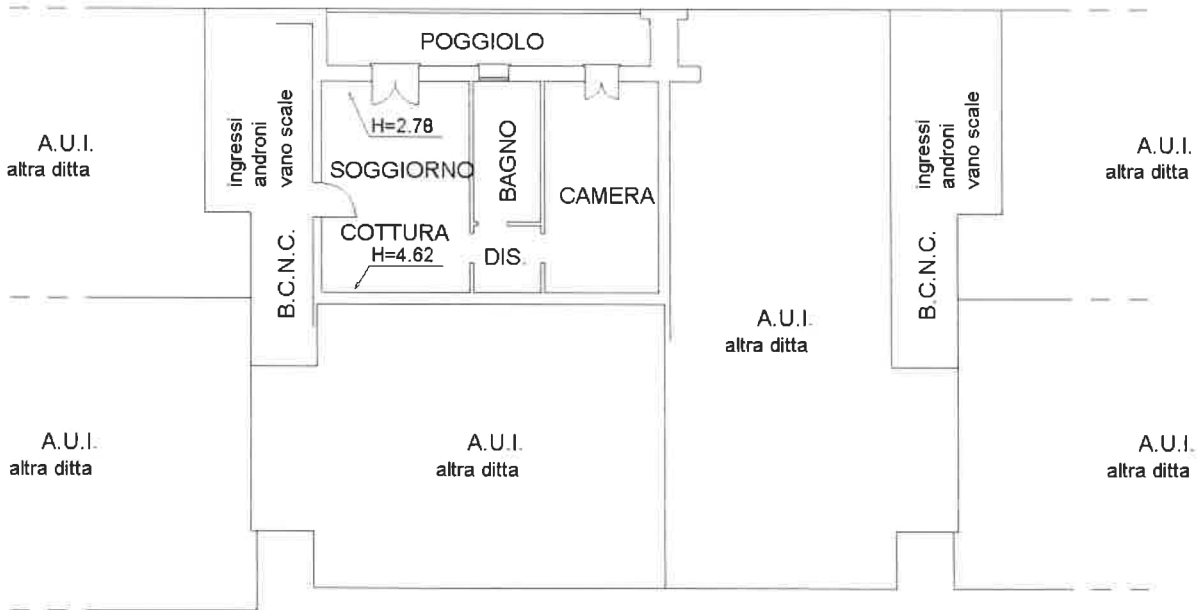 POGGIOLO
H=2.78
SOGGIORNO
BAGNO
CAMERA
COTTURA
H=4.62
DIS.
ingressi
androni
vano scale
B.C.N.C.
ingressi
androni
vano scale
B.C.N.C.
A.U.I.
altra ditta
A.U.I.
altra ditta
A.U.I.
altra ditta
A.U.I.
altra ditta
A.U.I.
altra ditta
A.U.I.
altra ditta